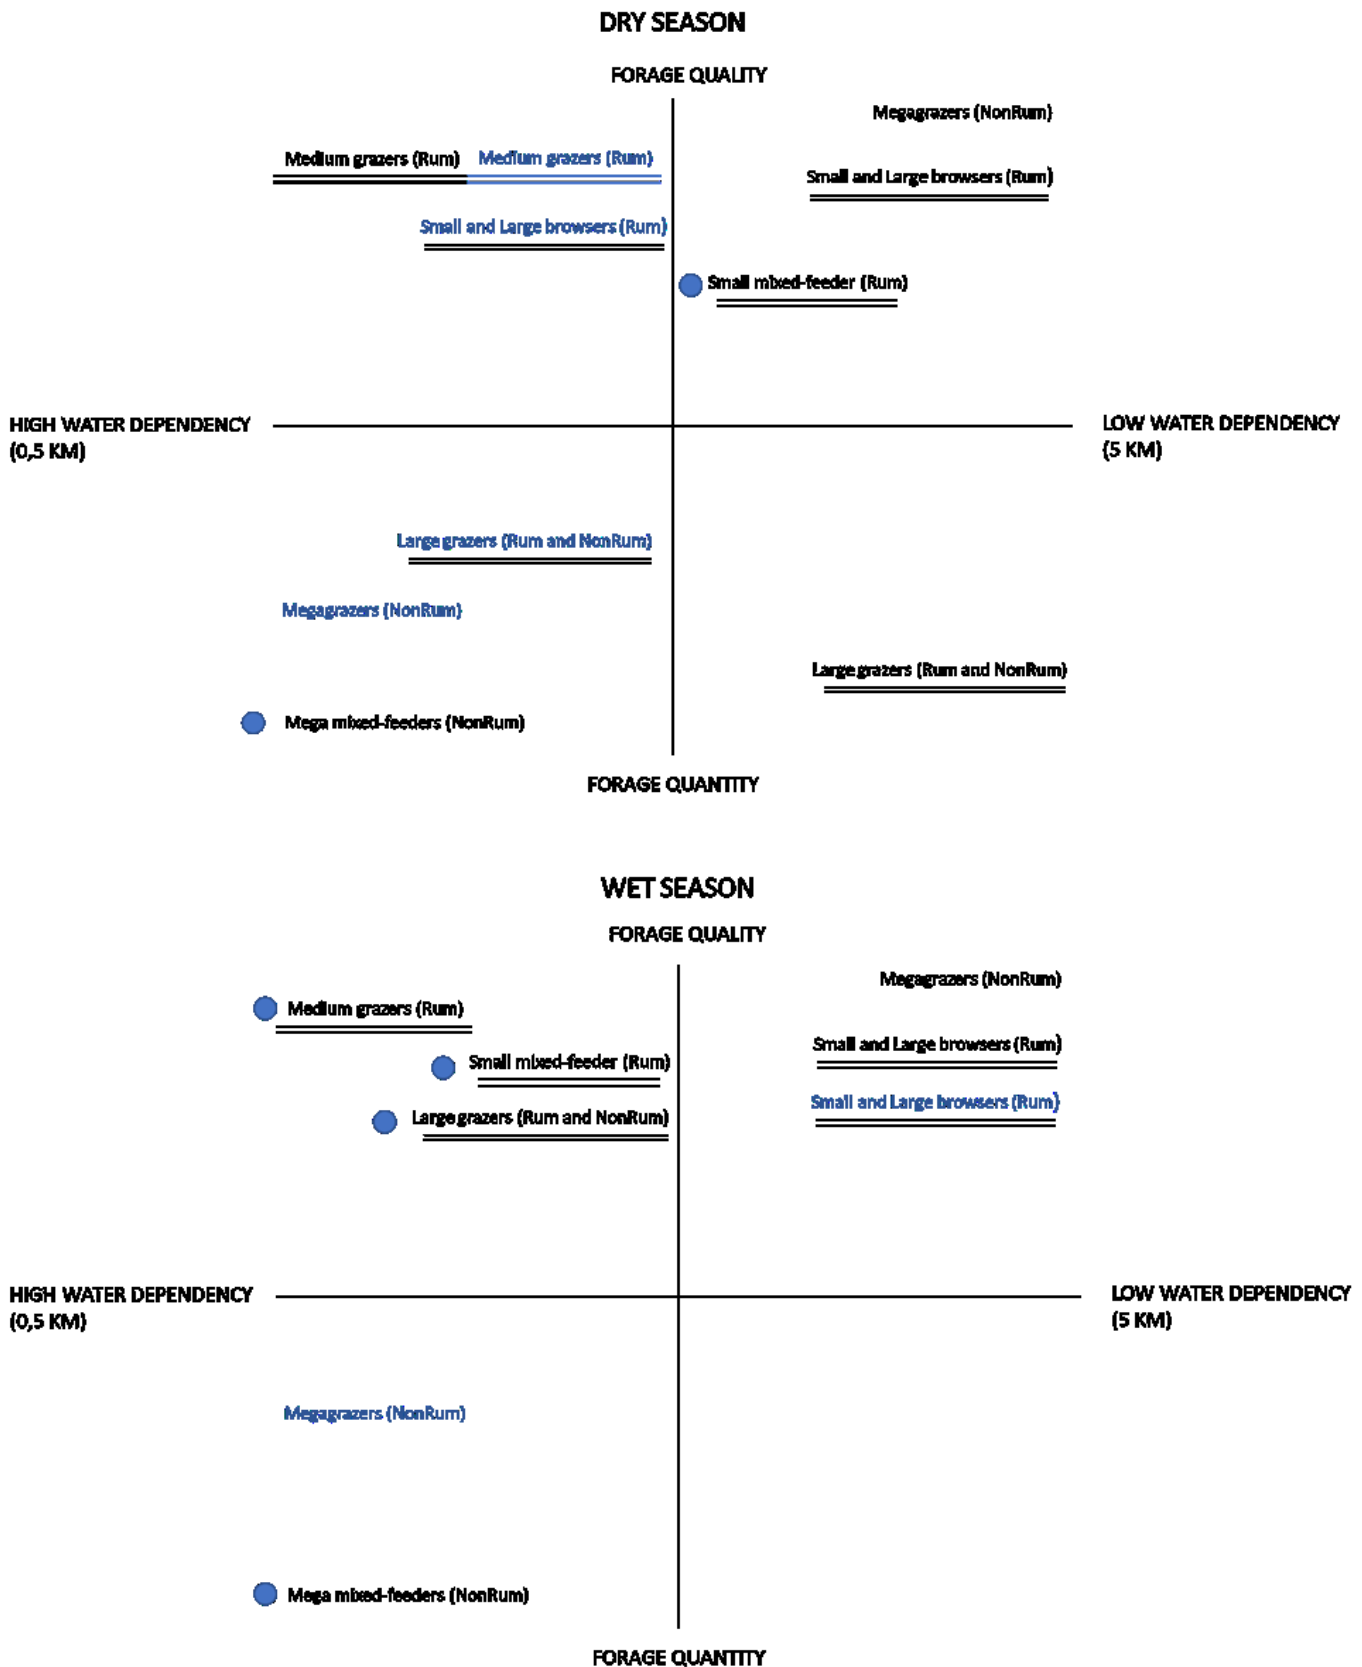 DRY SEASON
FORAGE QUALITY
Megagrazers (NonRum)
Medium grazers (Rum) Medium grazers (Rum)
Small and Large browsers (Rum)
Small and Large browsers (Rum)
Small mixed-feeder (Rum)
HIGH WATER DEPENDENCY
(0,5 KM)
LOW WATER DEPENDENCY
(5 KM)
Large grazers (Rum and NonRum)
Megagrazers (NonRum)
Large grazers (Rum and NonRum)
Mega mixed-feeders (NonRum)
FORAGE QUANTITY
WET SEASON
FORAGE QUALITY
Megagrazers (NonRum)
Medium grazers (Rum)
Small and Large browsers (Rum)
Small mixed-feeder (Rum)
Small and Large browsers (Rum)
Large grazers (Rum and NonRum)
HIGH WATER DEPENDENCY
(0,5 KM)
LOW WATER DEPENDENCY
(5 KM)
Megagrazers (NonRum)
Mega mixed-feeders (NonRum)
FORAGE QUANTITY